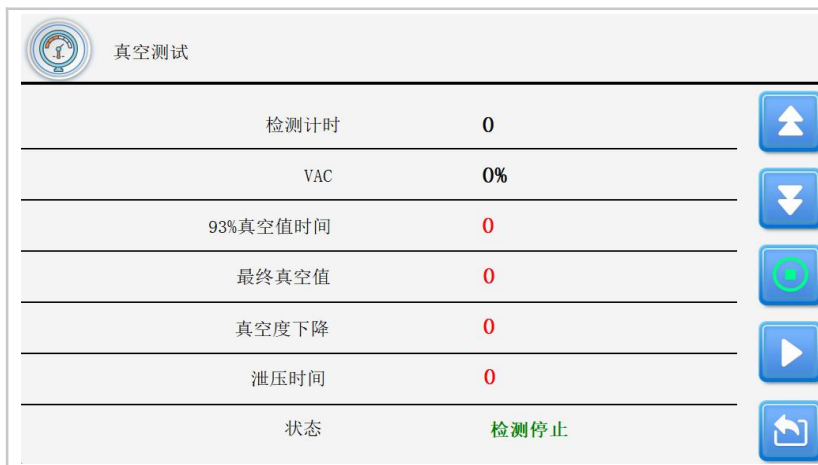 真空测试
检测计时 0
VAC 0%
93%真空值时间 0
最终真空值 0
真空度下降 0
泄压时间 0
状态 检测停止